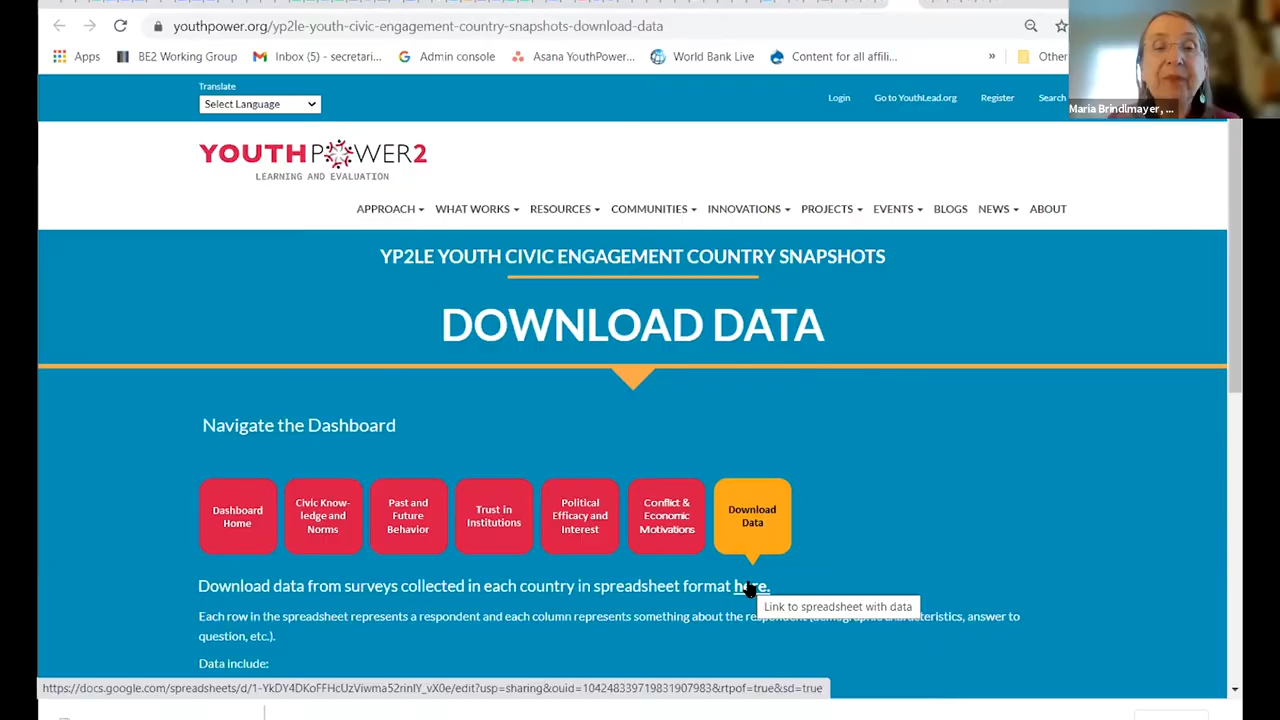 youthpower.org/yp2le-youth-civic-engagement-country-snapshots-download-data
Apps BE2 Working Group Inbox (5) - secretari... Admin console Asana YouthPower... World Bank Live Content for all affili... » Other
Maria Brindlmayer, ...
Translate
Select Language
Login Go to YouthLead.org Register Search
YOUTHPOWER2
LEARNING AND EVALUATION
APPROACH WHAT WORKS RESOURCES COMMUNITIES INNOVATIONS PROJECTS EVENTS BLOGS NEWS ABOUT
YP2LE YOUTH CIVIC ENGAGEMENT COUNTRY SNAPSHOTS
DOWNLOAD DATA
Navigate the Dashboard
Dashboard
Home
Civic Know-
ledge and
Norms
Past and
Future
Behavior
Trust in
Institutions
Political
Efficacy and
Interest
Conflict &
Economic
Motivations
Download
Data
Download data from surveys collected in each country in spreadsheet format here.
Link to spreadsheet with data
Each row in the spreadsheet represents a respondent and each column represents something about the respondent (demographic characteristics, answer to
question, etc.).
Data include:
https://docs.google.com/spreadsheets/d/1-YkDY4DKoFFHcUzViwma52rinIY_vX0e/edit?usp=sharing&ouid=104248339719831907983&rtpof=true&sd=true